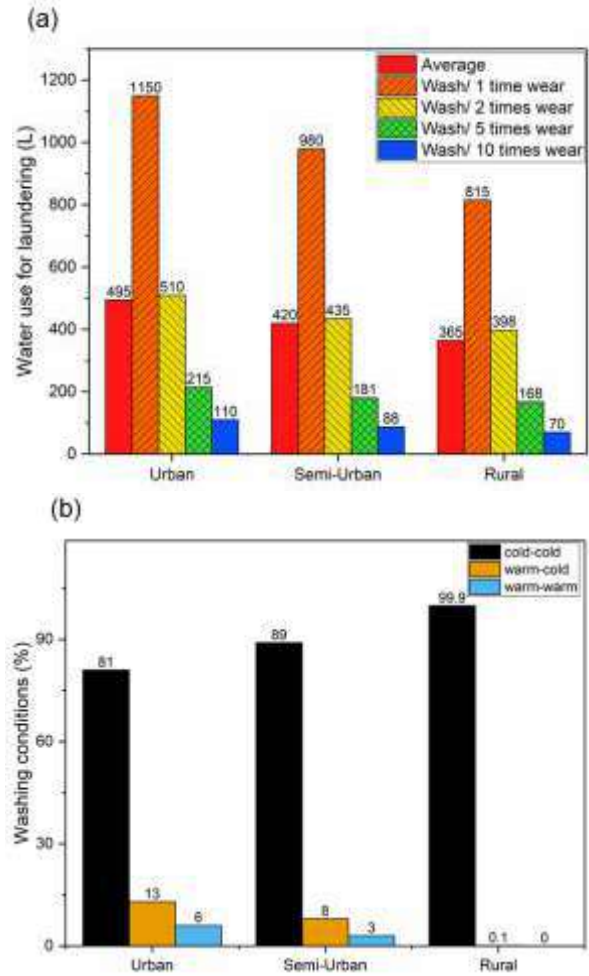 (a)
Water use for laundering (L)
1200
1000
800
600
400
200
0
Average
Wash/ 1 time wear
Wash/ 2 times wear
Wash/ 5 times wear
Wash/ 10 times wear
495
1150
510
215
110
420
980
435
181
88
365
815
398
168
70
Urban
Semi-Urban
Rural
(b)
Washing conditions (%)
90
60
30
0
cold-cold
warm-cold
warm-warm
81
13
6
89
8
3
99.9
0.1
0
Urban
Semi-Urban
Rural